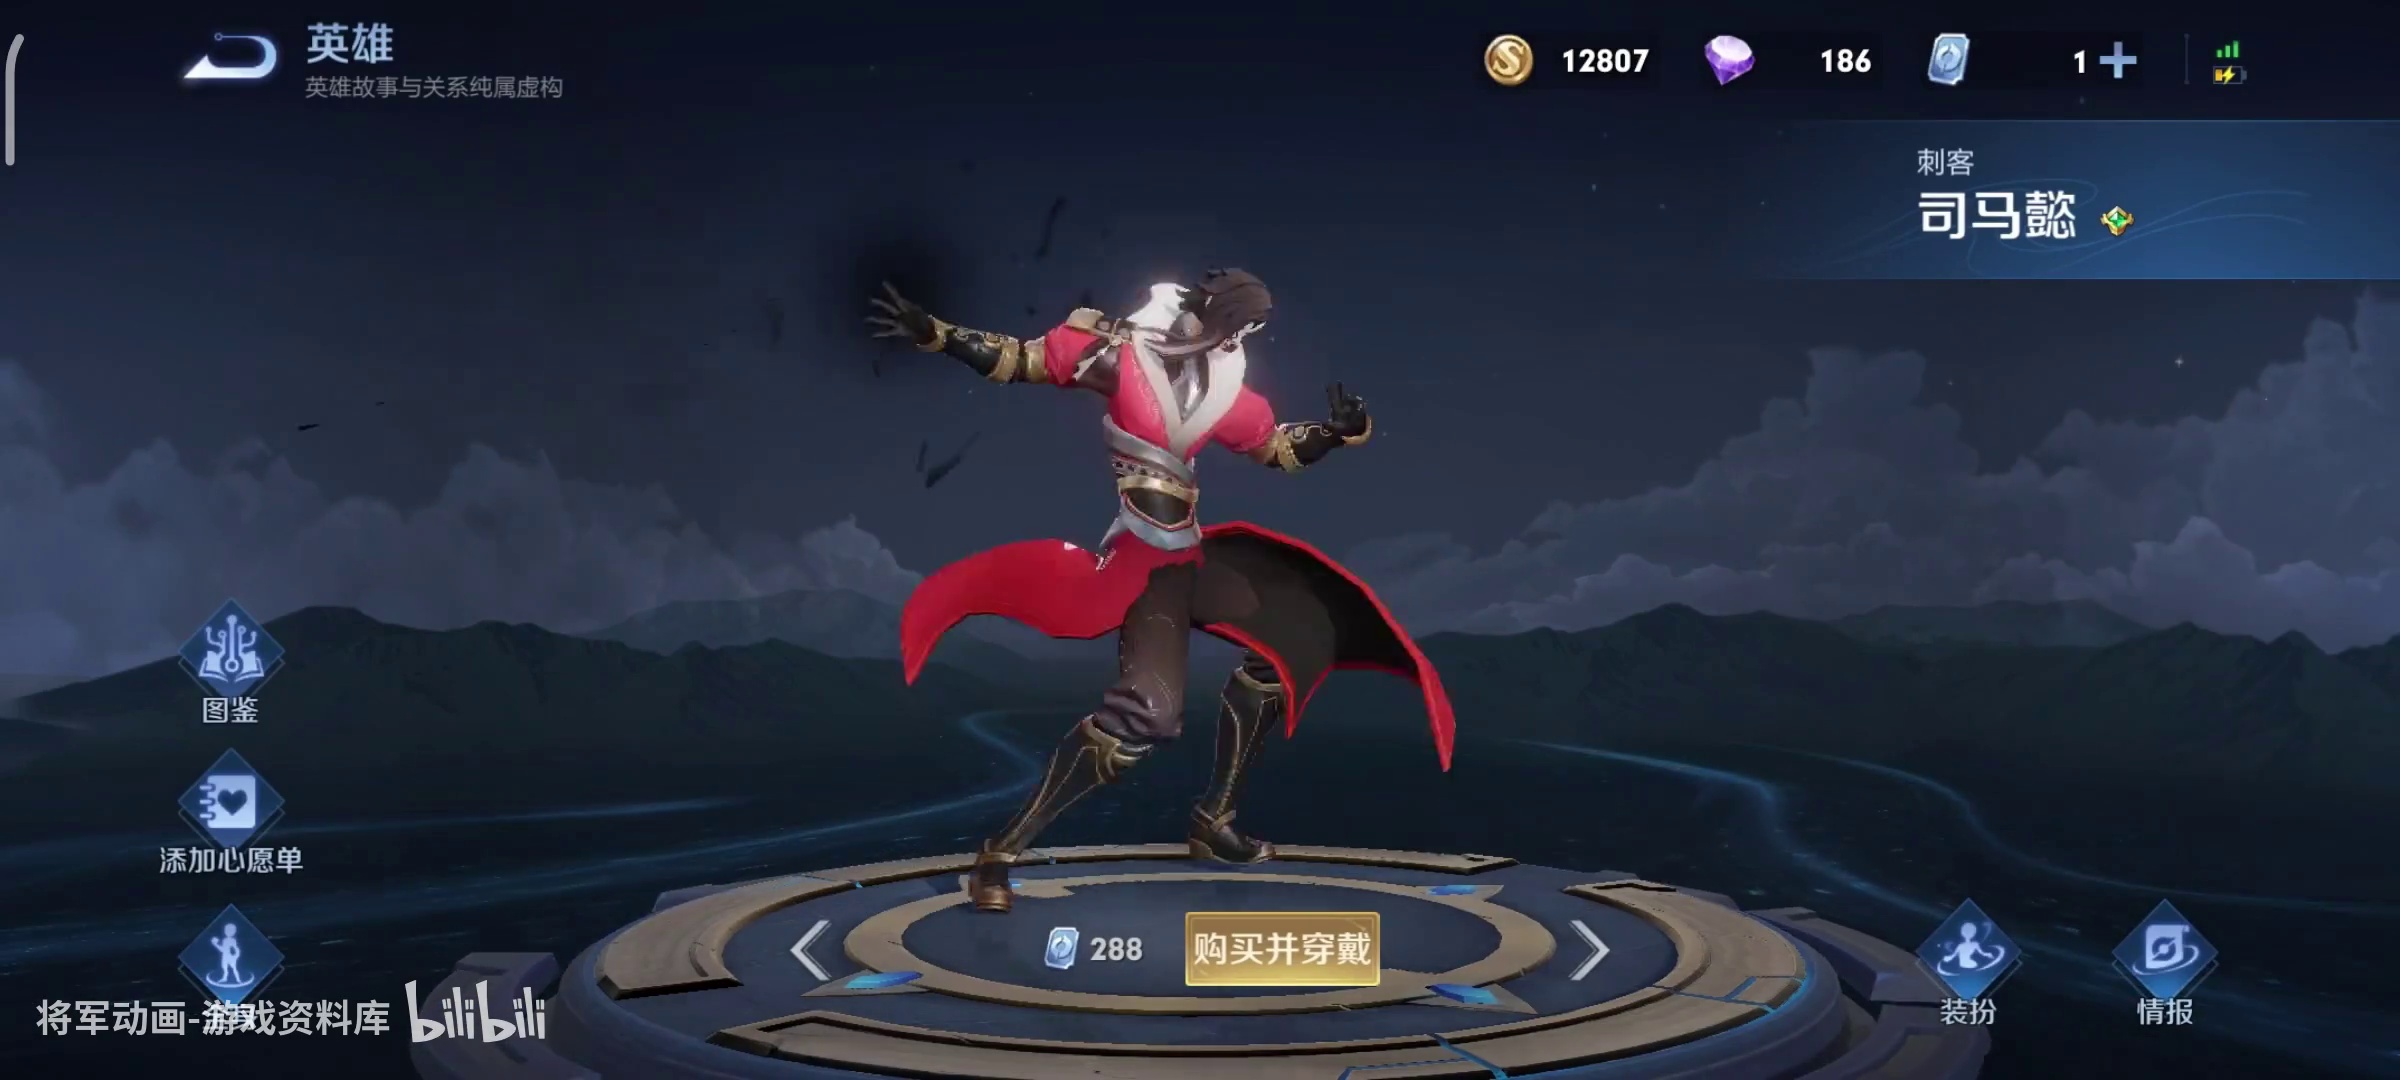 英雄
英雄故事与关系纯属虚构
12807
186
1
刺客
司马懿
图鉴
添加心愿单
288
购买并穿戴
装扮
情报
将军动画-游戏资料库 bilibili